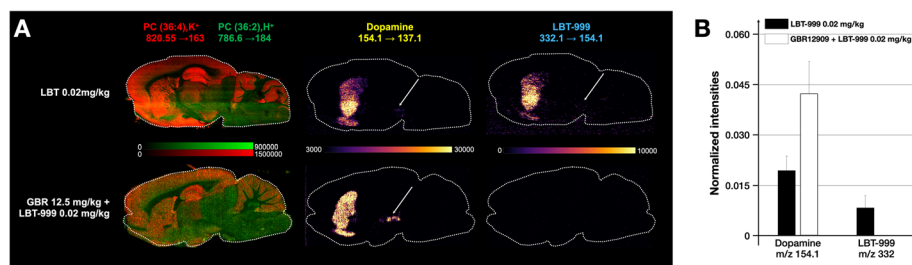 A
PC (36:4),K⁺
820.55 →163
PC (36:2),H⁺
786.6 →184
Dopamine
154.1→ 137.1
LBT-999
332.1 → 154.1
LBT 0.02mg/kg
0 900000
0 1500000
3000 30000
0 10000
GBR 12.5 mg/kg +
LBT-999 0.02 mg/kg
B
LBT-999 0.02 mg/kg
GBR12909 + LBT-999 0.02 mg/kg
Normalized intensities
0.060
0.045
0.030
0.015
0
Dopamine
m/z 154.1
LBT-999
m/z 332